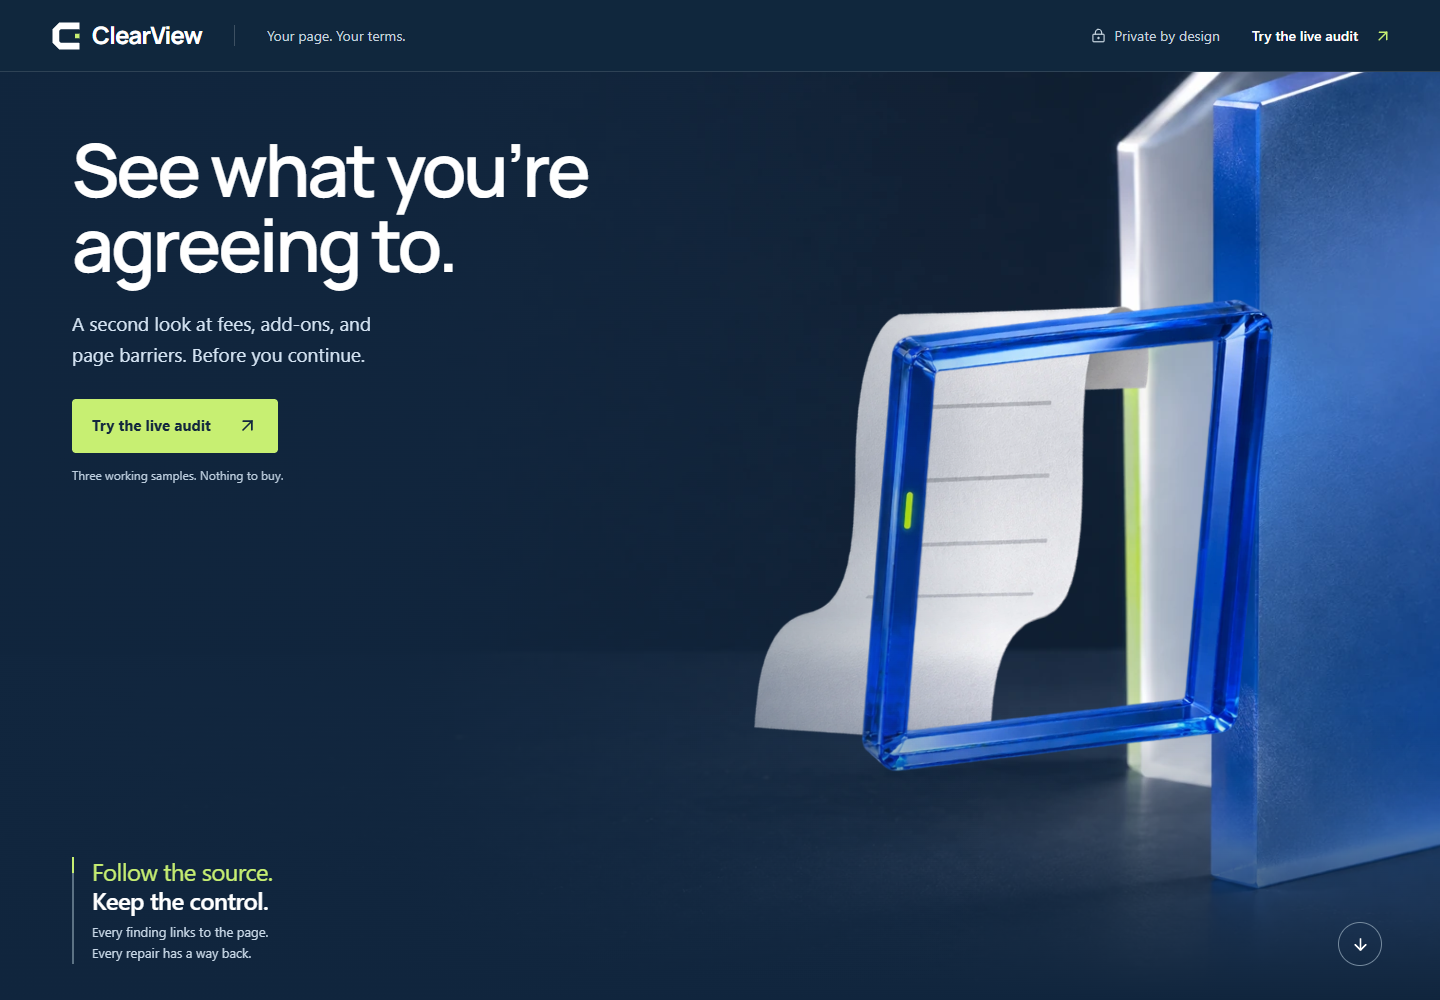 ClearView
Your page. Your terms.
Private by design
Try the live audit
See what you’re
agreeing to.
A second look at fees, add-ons, and
page barriers. Before you continue.
Try the live audit
Three working samples. Nothing to buy.
Follow the source.
Keep the control.
Every finding links to the page.
Every repair has a way back.